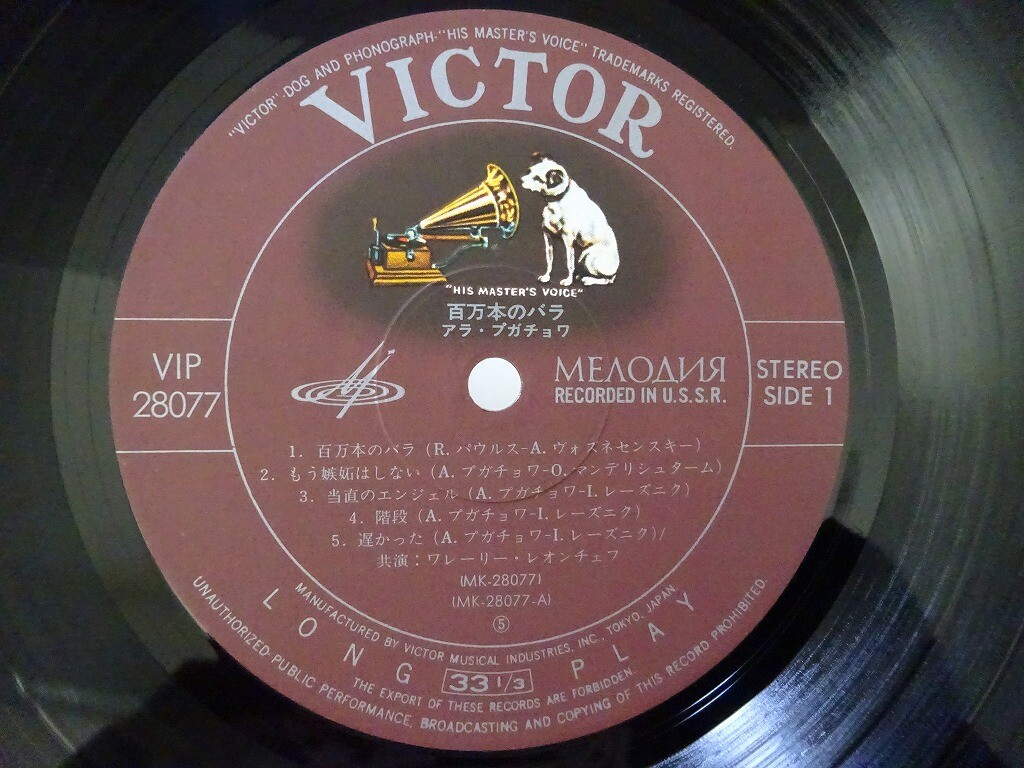 "VICTOR"-DOG AND PHONOGRAPH-"HIS MASTER'S VOICE" TRADEMARKS REGISTERED.
VICTOR
"HIS MASTER'S VOICE"
百万本のバラ
アラ・プガチョワ
VIP
28077
МЕЛОДИЯ
RECORDED IN U.S.S.R.
STEREO
SIDE 1
1. 百万本のバラ (R. パウルス-A. ヴォズネセンスキー)
2. もう嫉妬はしない (A. プガチョワ-O. マンデリシュターム)
3. 当直のエンジェル (A. プガチョワ-I. レーズニク)
4. 階段 (A. プガチョワ-I. レーズニク)
5. 遅かった (A. プガチョワ-I. レーズニク)/
共演:ワレーリー・レオンチェフ
(MK-28077)
(MK-28077-A)
⑤
MANUFACTURED BY VICTOR MUSICAL INDUSTRIES, INC., TOKYO, JAPAN
LONG PLAY
33 1/3
THE EXPORT OF THESE RECORDS ARE FORBIDDEN.
UNAUTHORIZED PUBLIC PERFORMANCE, BROADCASTING AND COPYING OF THIS RECORD PROHIBITED.